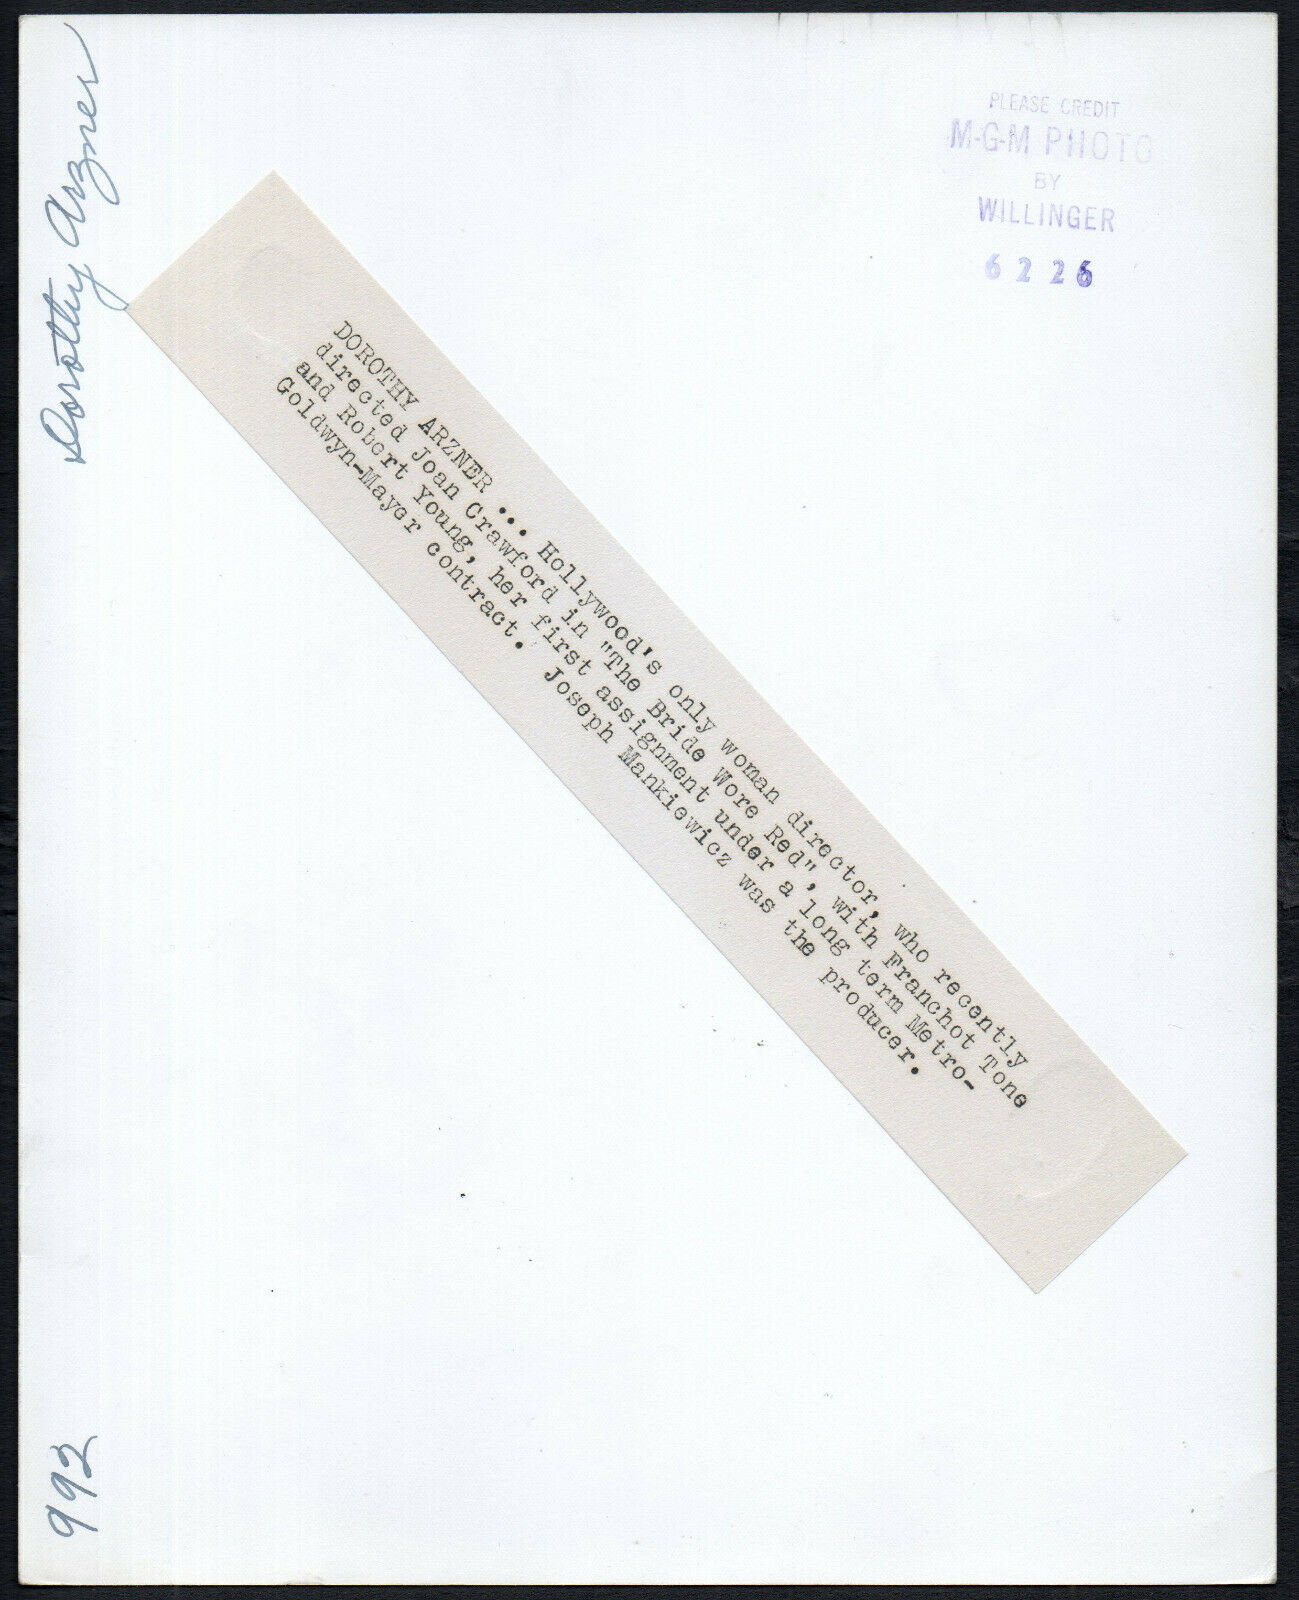 Dorothy Arzner
PLEASE CREDIT
M-G-M PHOTO
BY
WILLINGER
6226
DOROTHY ARZNER ... Hollywood's only woman director, who recently
directed Joan Crawford in "The Bride Wore Red", with Franchot Tone
and Robert Young, her first assignment under a long term Metro-
Goldwyn-Mayer contract. Joseph Mankiewicz was the producer.
992